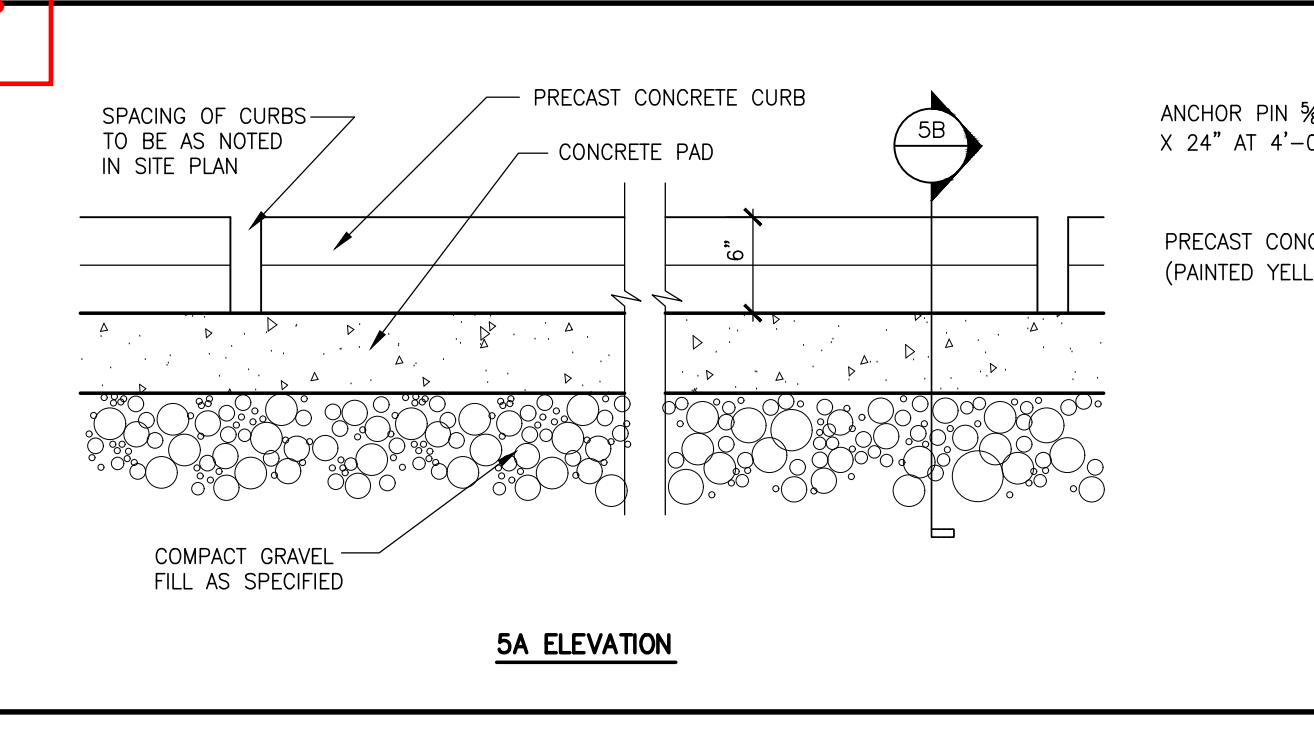 SPACING OF CURBS
TO BE AS NOTED
IN SITE PLAN
PRECAST CONCRETE CURB
CONCRETE PAD
5B
6"
ANCHOR PIN
X 24" AT
PRECAST
(PAINTED
COMPACT GRAVEL
FILL AS SPECIFIED
5A ELEVATION